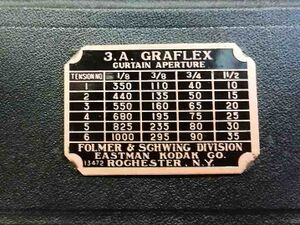 3.A. GRAFLEX
CURTAIN APERTURE
TENSION NO. 1/8 3/8 3/4 1 1/2
1 350 110 40 10
2 440 135 50 15
3 550 160 65 20
4 680 195 75 25
5 825 235 80 30
6 1000 295 90 35
FOLMER & SCHWING DIVISION
EASTMAN KODAK CO.
13472 ROCHESTER, N.Y.